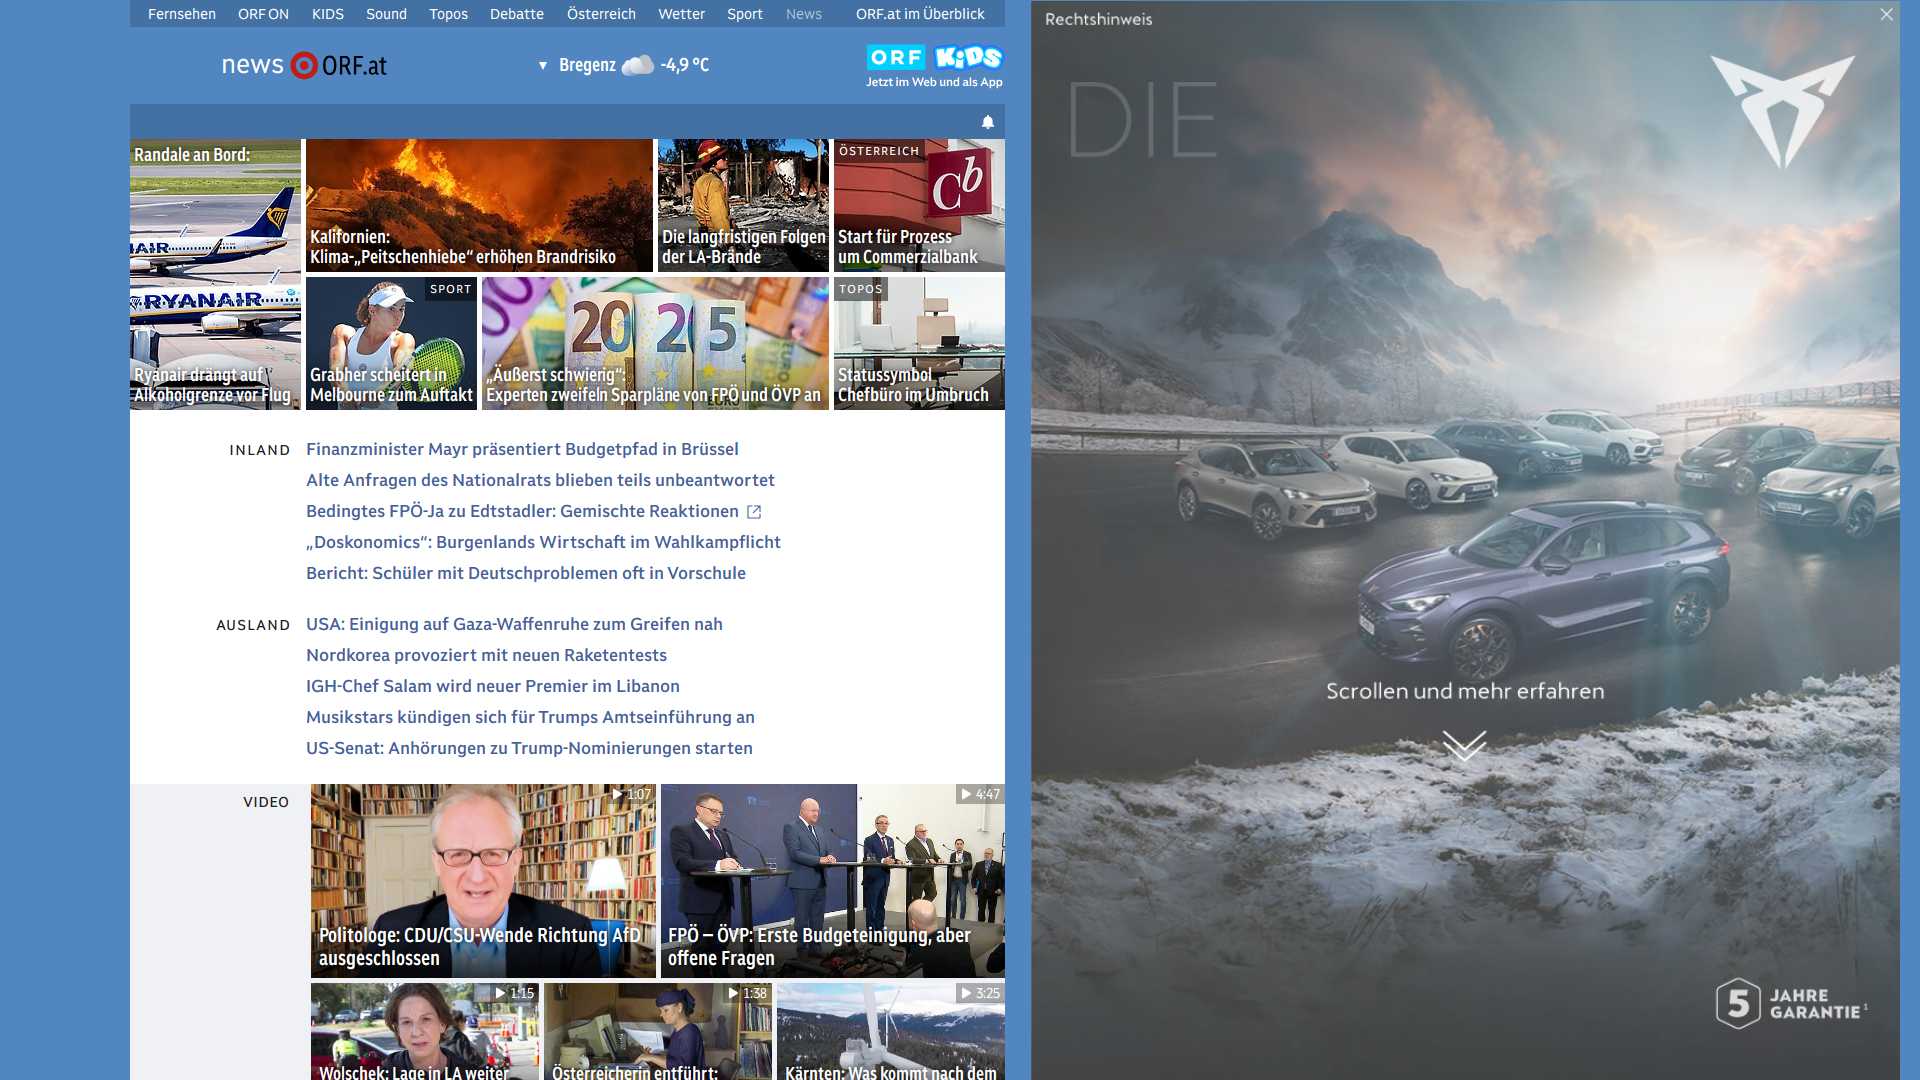 Fernsehen ORF ON KIDS Sound Topos Debatte Österreich Wetter Sport News ORF.at im Überblick
news ORF.at
▼ Bregenz -4,9 °C
ORF KiDS
Jetzt im Web und als App
Randale an Bord:
RYANAIR
Ryanair drängt auf
Alkoholgrenze vor Flug
Kalifornien:
Klima-„Peitschenhiebe“ erhöhen Brandrisiko
Die langfristigen Folgen
der LA-Brände
ÖSTERREICH
Cb
Start für Prozess
um Commerzialbank
SPORT
Grabher scheitert in
Melbourne zum Auftakt
2025
„Äußerst schwierig“:
Experten zweifeln Sparpläne von FPÖ und ÖVP an
TOPOS
Statussymbol
Chefbüro im Umbruch
INLAND
Finanzminister Mayr präsentiert Budgetpfad in Brüssel
Alte Anfragen des Nationalrats blieben teils unbeantwortet
Bedingtes FPÖ-Ja zu Edtstadler: Gemischte Reaktionen
„Doskonomics“: Burgenlands Wirtschaft im Wahlkampflicht
Bericht: Schüler mit Deutschproblemen oft in Vorschule
AUSLAND
USA: Einigung auf Gaza-Waffenruhe zum Greifen nah
Nordkorea provoziert mit neuen Raketentests
IGH-Chef Salam wird neuer Premier im Libanon
Musikstars kündigen sich für Trumps Amtseinführung an
US-Senat: Anhörungen zu Trump-Nominierungen starten
VIDEO
1:07
Politologe: CDU/CSU-Wende Richtung AfD
ausgeschlossen
4:47
FPÖ – ÖVP: Erste Budgeteinigung, aber
offene Fragen
1:15
Wolschek: Lage in LA weiter
1:38
Österreicherin entführt:
3:25
Kärnten: Was kommt nach dem
Rechtshinweis
DIE
Scrollen und mehr erfahren
5 JAHRE
GARANTIE¹